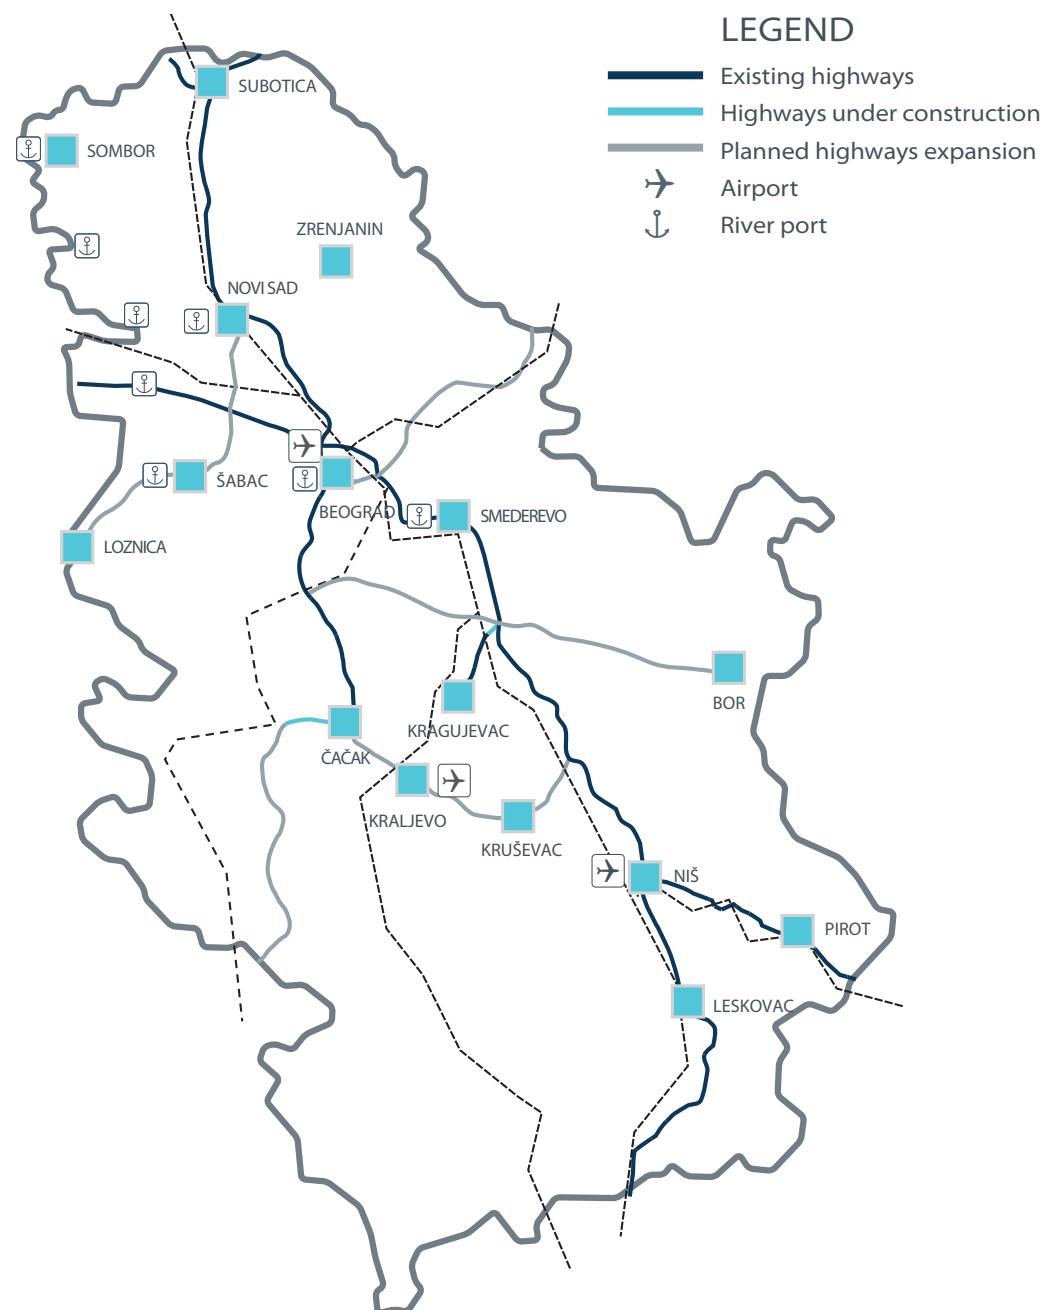 LEGEND
Existing highways
Highways under construction
Planned highways expansion
Airport
River port
SUBOTICA
SOMBOR
ZRENJANIN
NOVI SAD
ŠABAC
BEOGRAD
SMEDEREVO
LOZNICA
BOR
KRAGUJEVAC
ČAČAK
KRALJEVO
KRUŠEVAC
NIŠ
PIROT
LESKOVAC